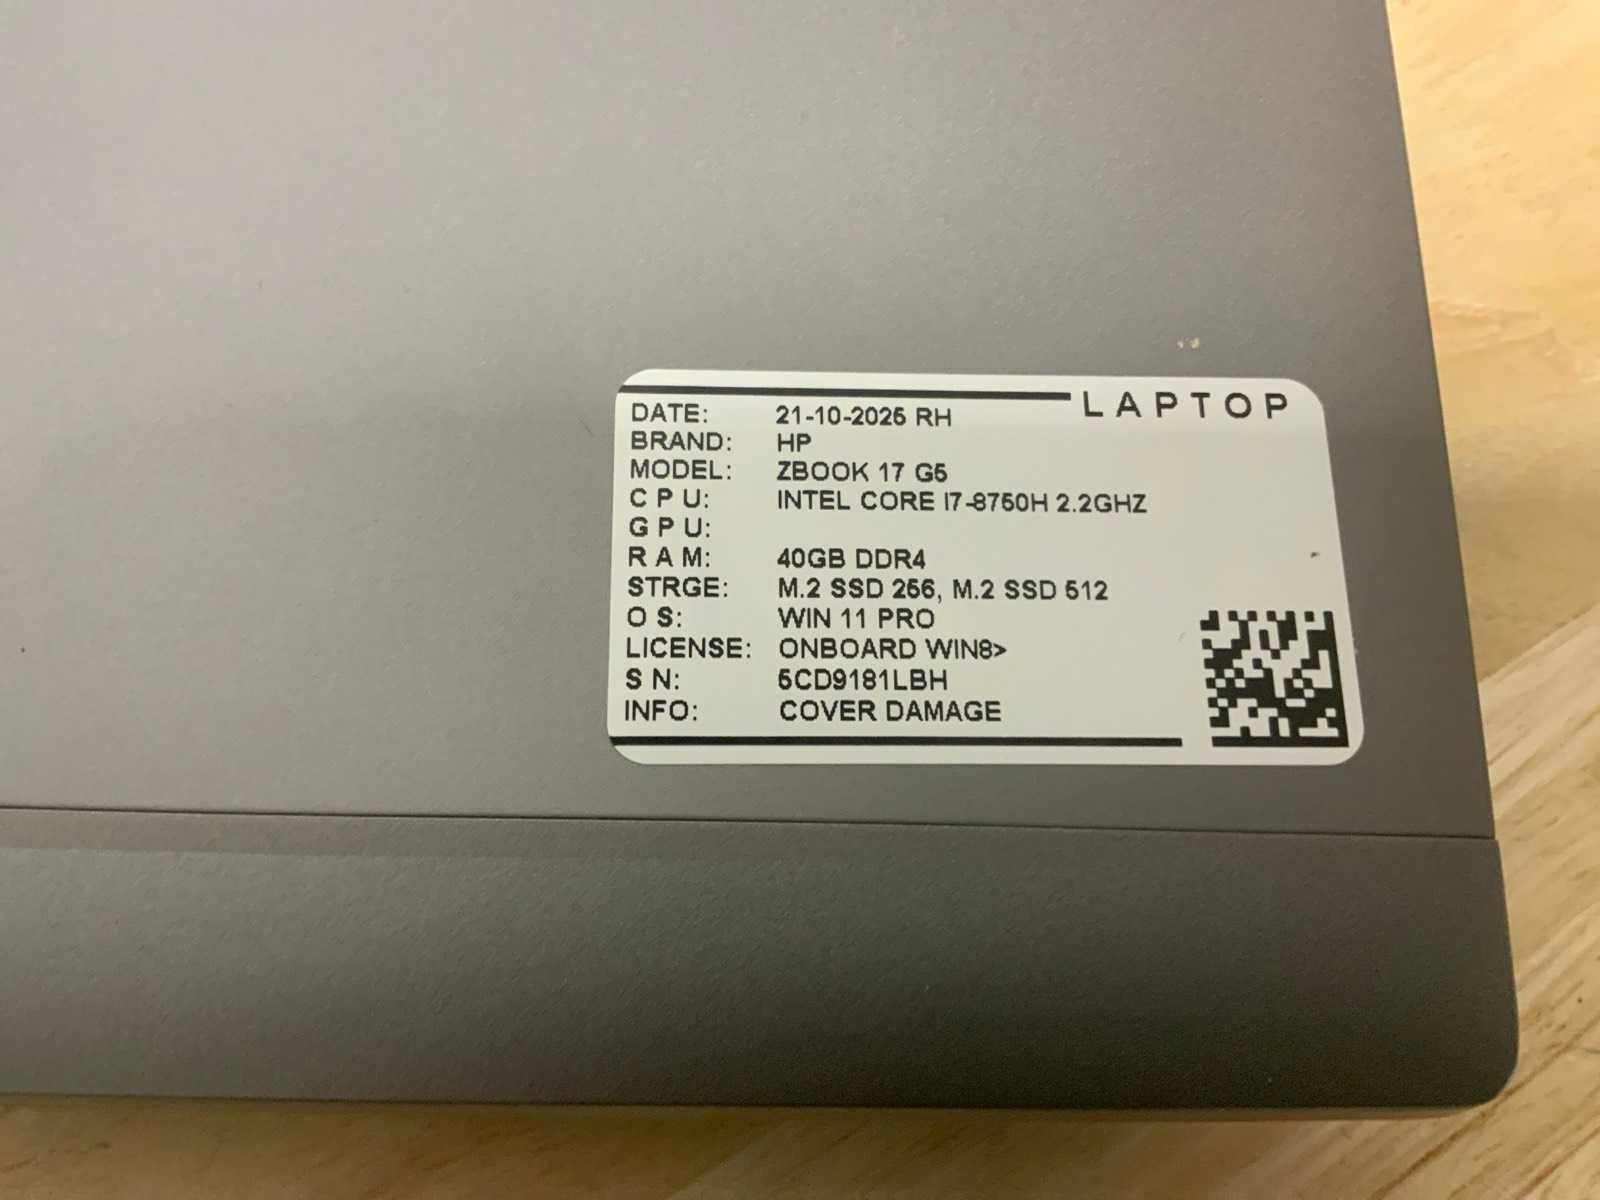 LAPTOP
DATE: 21-10-2025 RH
BRAND: HP
MODEL: ZBOOK 17 G5
C P U: INTEL CORE I7-8750H 2.2GHZ
G P U:
R A M: 40GB DDR4
STRGE: M.2 SSD 256, M.2 SSD 512
O S: WIN 11 PRO
LICENSE: ONBOARD WIN8>
S N: 5CD9181LBH
INFO: COVER DAMAGE